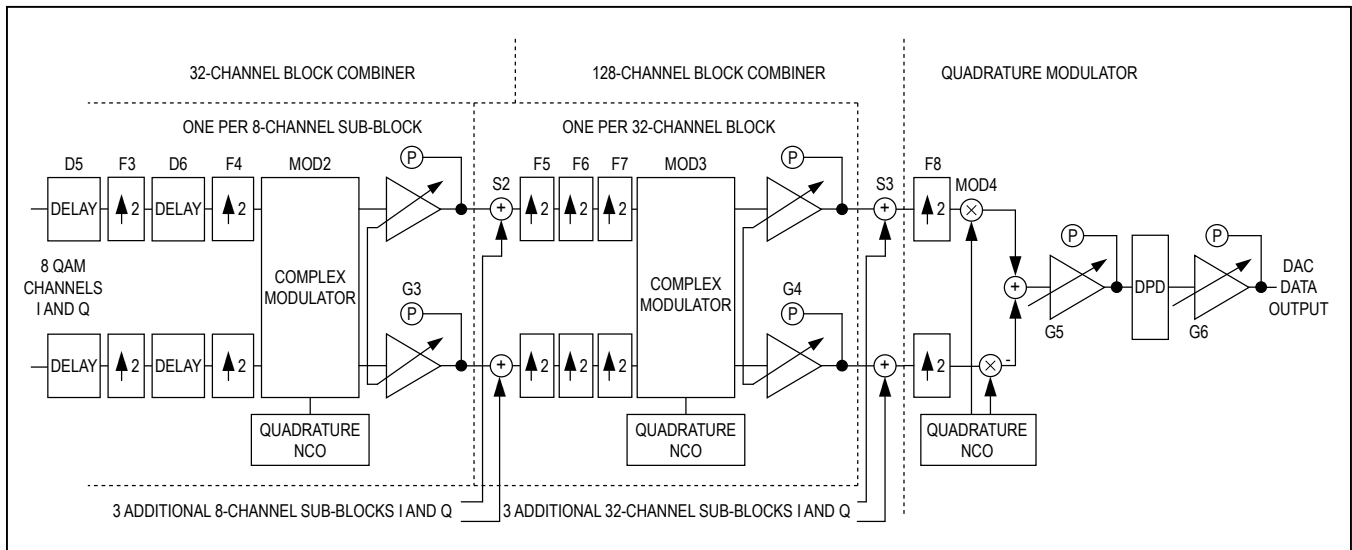 32-CHANNEL BLOCK COMBINER
128-CHANNEL BLOCK COMBINER
QUADRATURE MODULATOR
ONE PER 8-CHANNEL SUB-BLOCK
ONE PER 32-CHANNEL BLOCK
D5
F3
D6
F4
MOD2
P
S2
F5
F6
F7
MOD3
P
S3
F8
MOD4
DELAY
2
DELAY
2
+
2
2
2
+
2
×
P
P
8 QAM
CHANNELS
I AND Q
COMPLEX
MODULATOR
G3
P
COMPLEX
MODULATOR
G4
P
+
G5
DPD
G6
DAC
DATA
OUTPUT
DELAY
2
DELAY
2
+
2
2
2
+
2
×
-
QUADRATURE
NCO
QUADRATURE
NCO
QUADRATURE
NCO
3 ADDITIONAL 8-CHANNEL SUB-BLOCKS I AND Q
3 ADDITIONAL 32-CHANNEL SUB-BLOCKS I AND Q